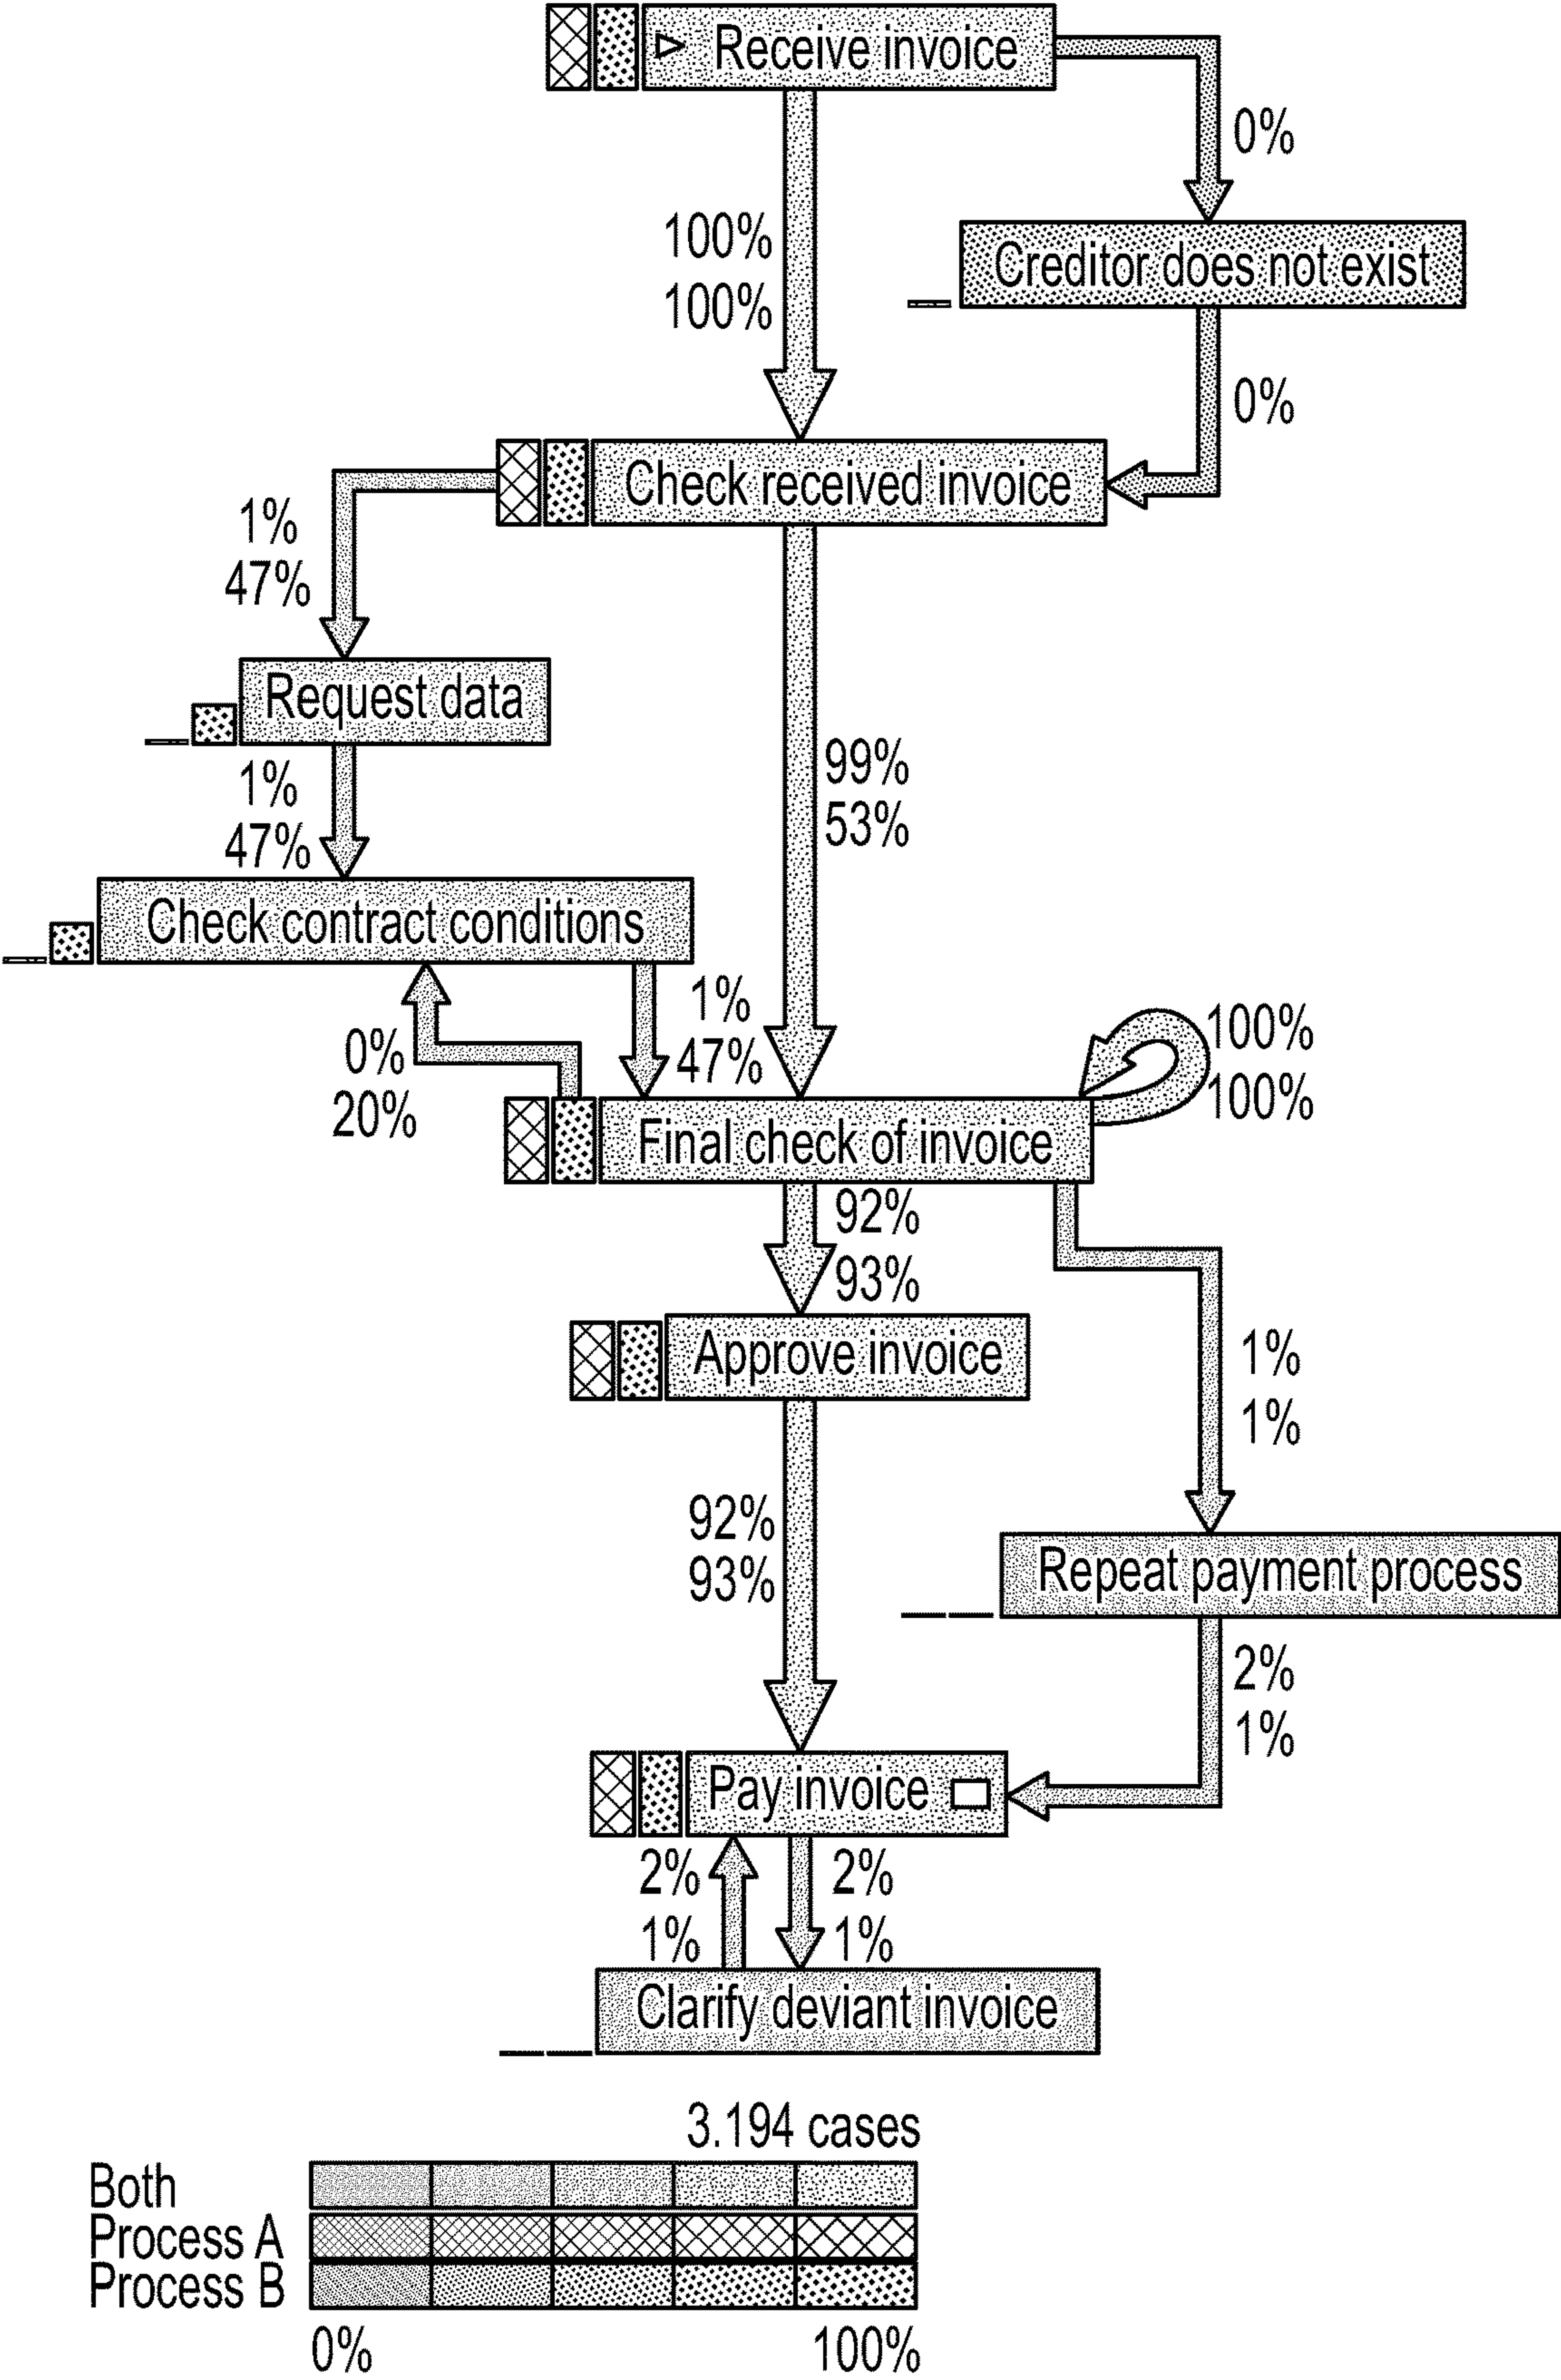 Receive invoice
0%
100%
100%
Creditor does not exist
0%
Check received invoice
1%
47%
Request data
99%
53%
1%
47%
Check contract conditions
1%
47%
0%
20%
100%
100%
Final check of invoice
92%
93%
Approve invoice
1%
1%
92%
93%
Repeat payment process
2%
1%
Pay invoice
2%
1%
2%
1%
Clarify deviant invoice
3.194 cases
Both
Process A
Process B
0% 100%